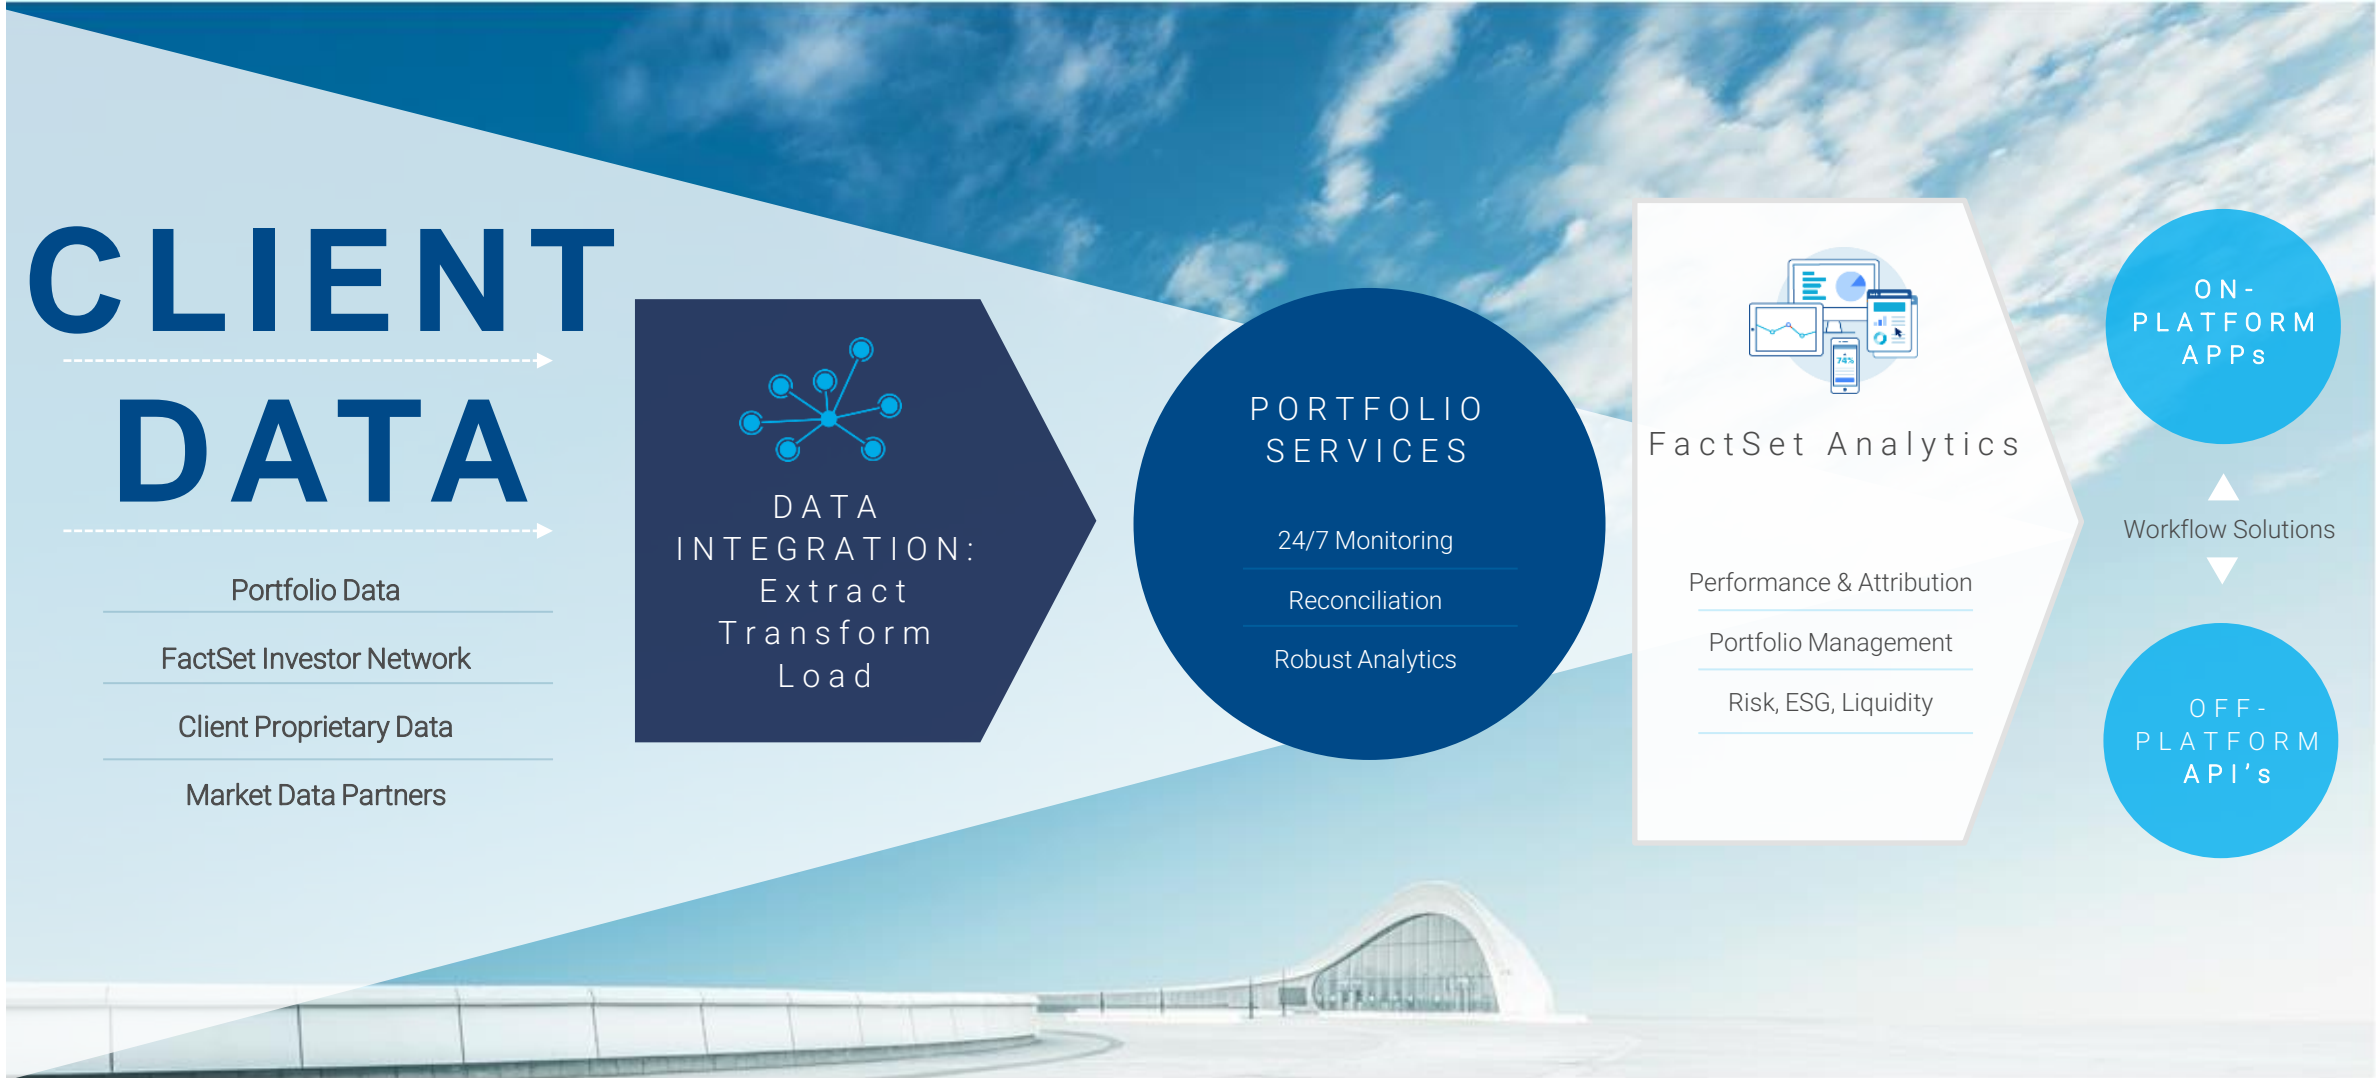 CLIENT
DATA
Portfolio Data
FactSet Investor Network
Client Proprietary Data
Market Data Partners
DATA
INTEGRATION:
Extract
Transform
Load
PORTFOLIO
SERVICES
24/7 Monitoring
Reconciliation
Robust Analytics
74%
FactSet Analytics
Performance & Attribution
Portfolio Management
Risk, ESG, Liquidity
ON-
PLATFORM
APPs
Workflow Solutions
OFF-
PLATFORM
API’s